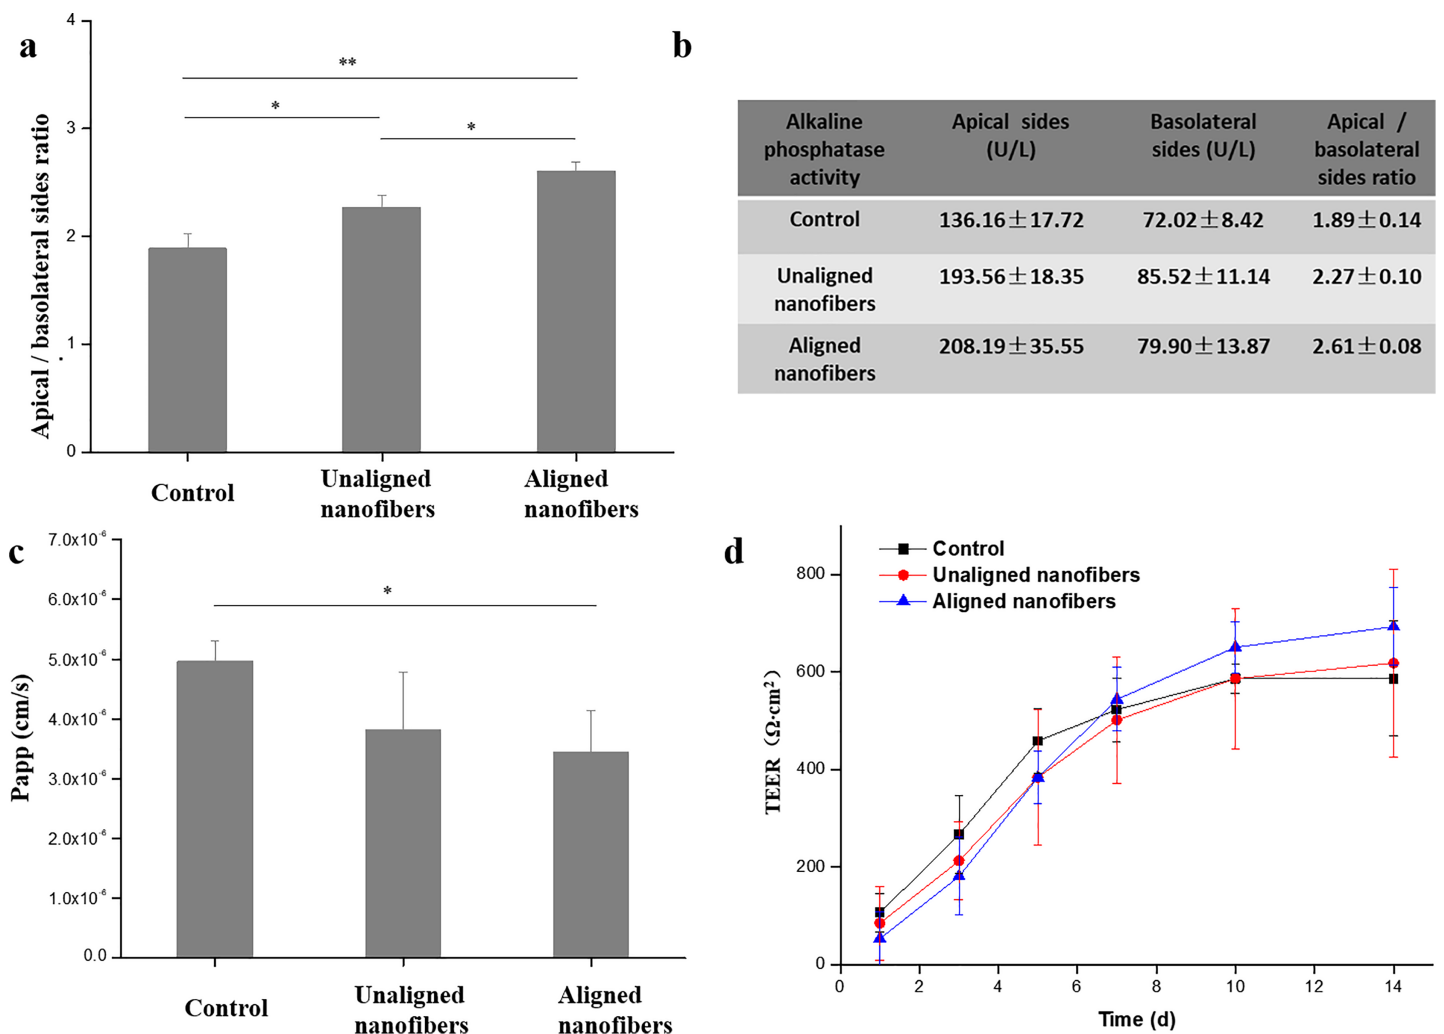 a
4
3
2
1
0
Apical / basolateral sides ratio
**
*
*
Control
Unaligned
nanofibers
Aligned
nanofibers
b
Alkaline
phosphatase
activity
Apical sides
(U/L)
Basolateral
sides (U/L)
Apical /
basolateral
sides ratio
Control
136.16±17.72
72.02±8.42
1.89±0.14
Unaligned
nanofibers
193.56±18.35
85.52±11.14
2.27±0.10
Aligned
nanofibers
208.19±35.55
79.90±13.87
2.61±0.08
c
7.0x10⁻⁶
6.0x10⁻⁶
5.0x10⁻⁶
4.0x10⁻⁶
3.0x10⁻⁶
2.0x10⁻⁶
1.0x10⁻⁶
0.0
Papp (cm/s)
*
Control
Unaligned
nanofibers
Aligned
nanofibers
d
Control
Unaligned nanofibers
Aligned nanofibers
800
600
400
200
0
TEER（Ω·cm²）
0 2 4 6 8 10 12 14
Time (d)